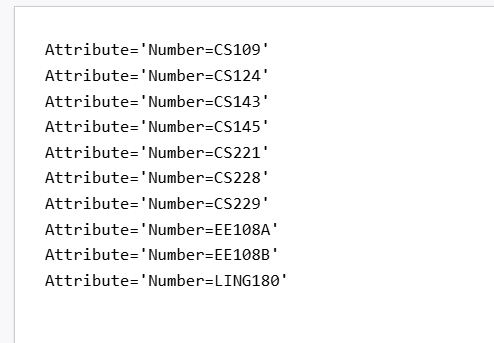 Attribute='Number=CS109'
Attribute='Number=CS124'
Attribute='Number=CS143'
Attribute='Number=CS145'
Attribute='Number=CS221'
Attribute='Number=CS228'
Attribute='Number=CS229'
Attribute='Number=EE108A'
Attribute='Number=EE108B'
Attribute='Number=LING180'